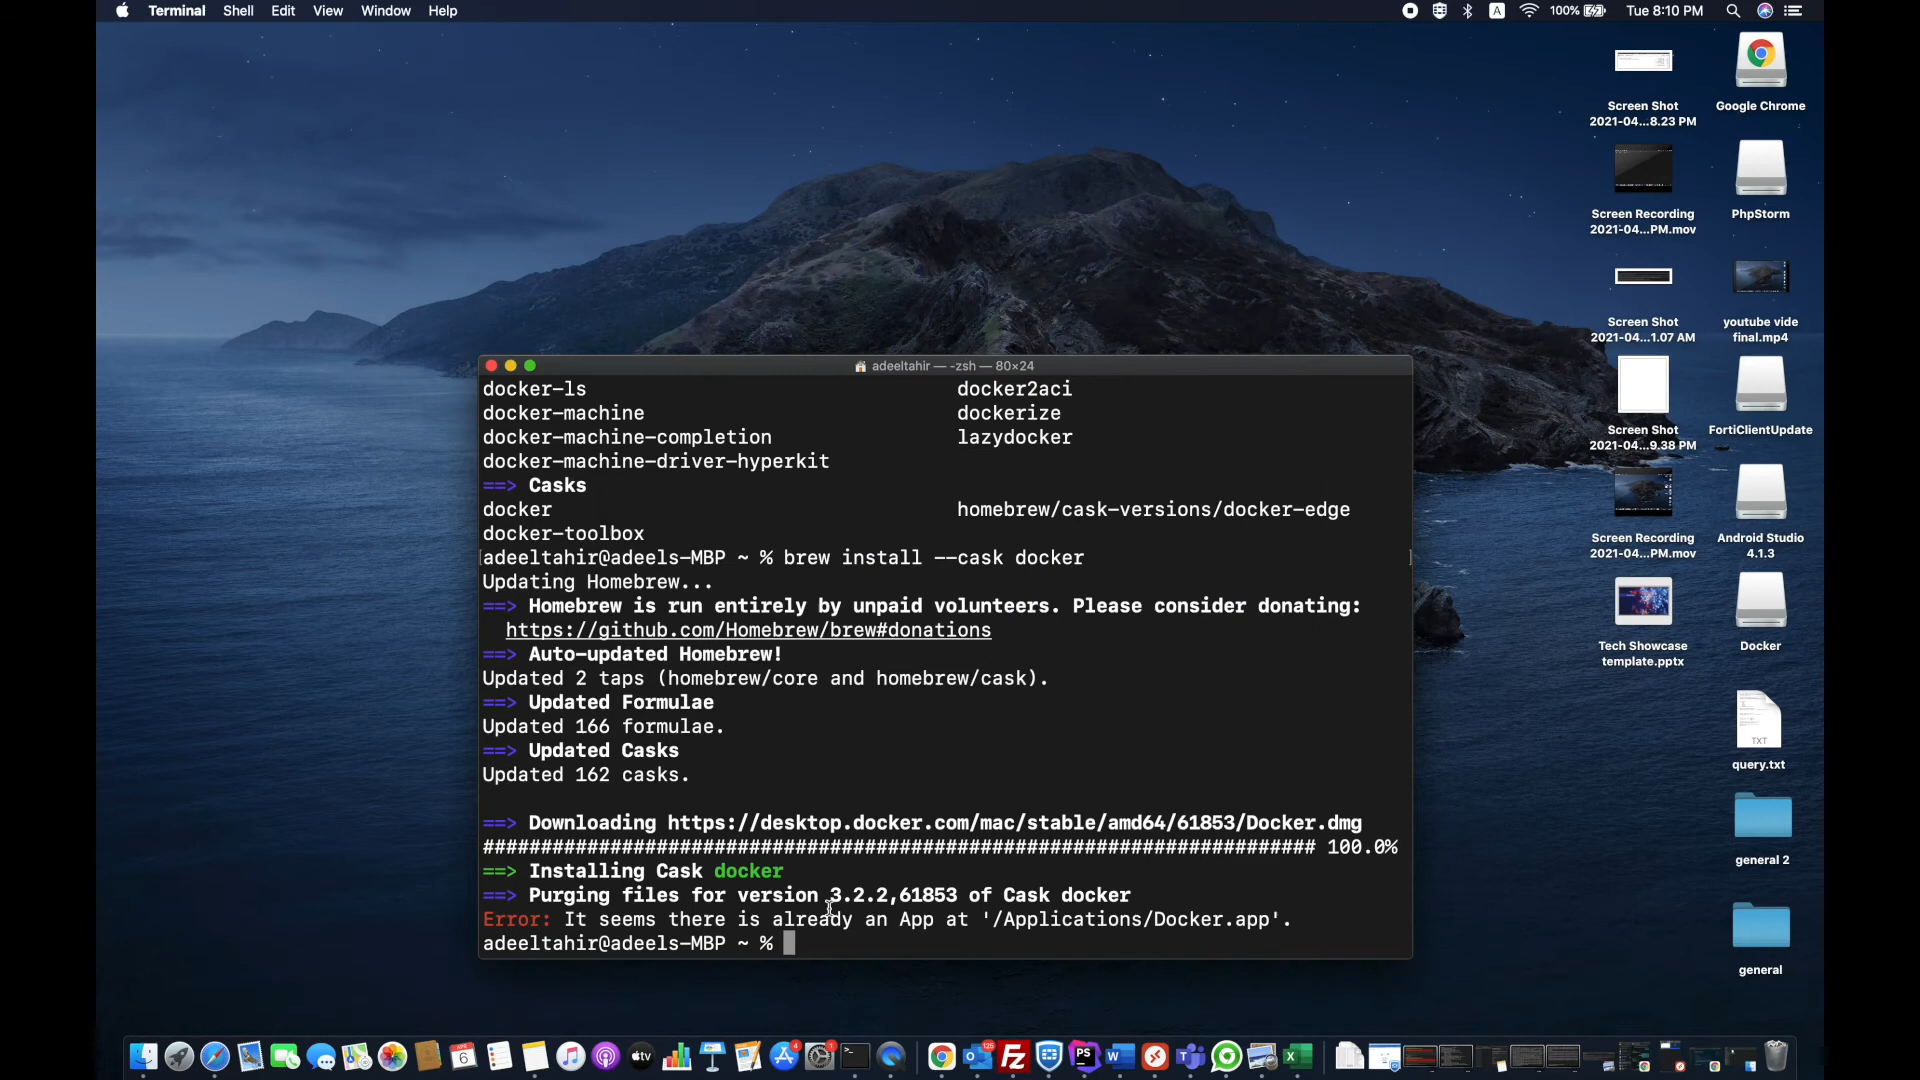 Terminal Shell Edit View Window Help
A 100% Tue 8:10 PM
Screen Shot
2021-04...8.23 PM
Google Chrome
Screen Recording
2021-04...PM.mov
PhpStorm
Screen Shot
2021-04...1.07 AM
youtube vide
final.mp4
Screen Shot
2021-04...9.38 PM
FortiClientUpdate
Screen Recording
2021-04...PM.mov
Android Studio
4.1.3
Tech Showcase
template.pptx
Docker
TXT
query.txt
general 2
general
adeeltahir — -zsh — 80×24
docker-ls docker2aci
docker-machine dockerize
docker-machine-completion lazydocker
docker-machine-driver-hyperkit
==> Casks
docker homebrew/cask-versions/docker-edge
docker-toolbox
[adeeltahir@adeels-MBP ~ % brew install --cask docker ]
Updating Homebrew...
==> Homebrew is run entirely by unpaid volunteers. Please consider donating:
https://github.com/Homebrew/brew#donations
==> Auto-updated Homebrew!
Updated 2 taps (homebrew/core and homebrew/cask).
==> Updated Formulae
Updated 166 formulae.
==> Updated Casks
Updated 162 casks.
==> Downloading https://desktop.docker.com/mac/stable/amd64/61853/Docker.dmg
######################################################################## 100.0%
==> Installing Cask docker
==> Purging files for version 3.2.2,61853 of Cask docker
Error: It seems there is already an App at '/Applications/Docker.app'.
adeeltahir@adeels-MBP ~ %
APR 6 tv 4 1 125 FZ PS W T X